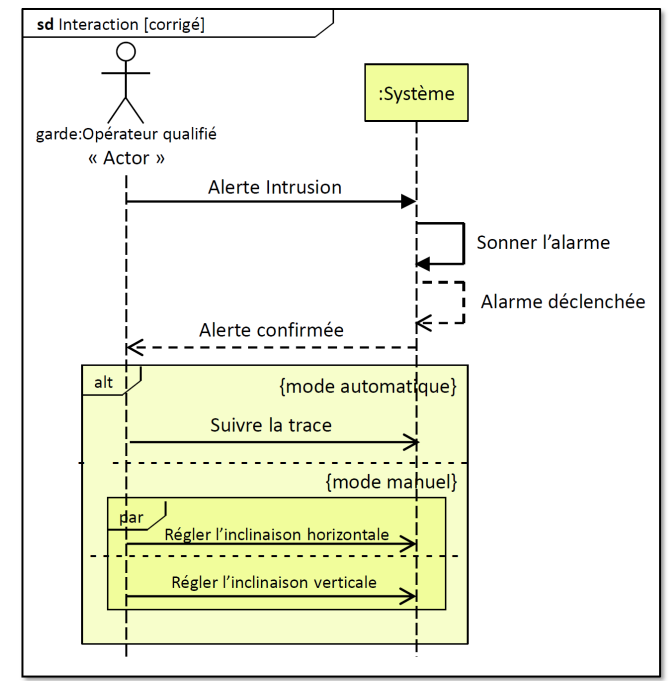 sd Interaction [corrigé]
:Système
garde:Opérateur qualifié
« Actor »
Alerte Intrusion
Sonner l’alarme
Alarme déclenchée
Alerte confirmée
alt
{mode automatique}
Suivre la trace
{mode manuel}
par
Régler l’inclinaison horizontale
Régler l’inclinaison verticale